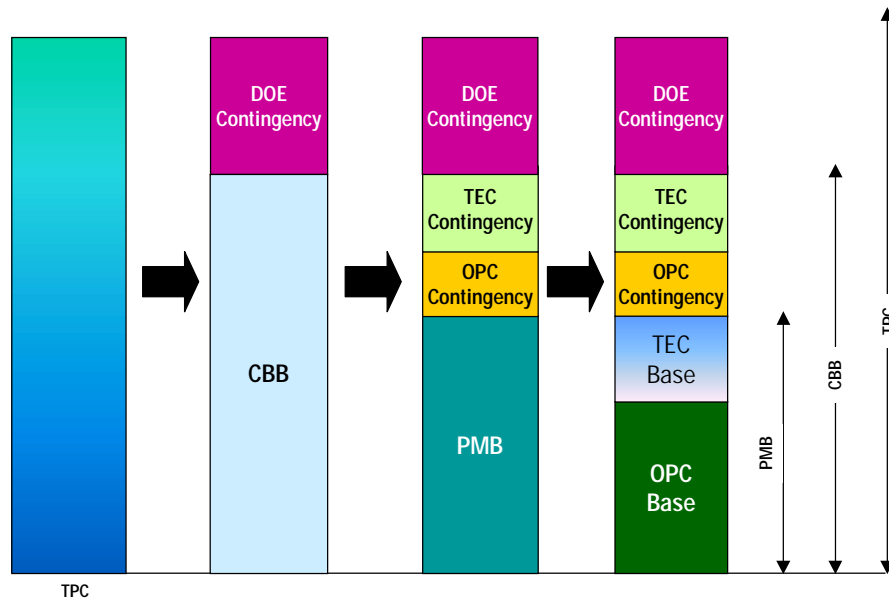 DOE
Contingency
CBB
DOE
Contingency
TEC
Contingency
OPC
Contingency
PMB
DOE
Contingency
TEC
Contingency
OPC
Contingency
TEC
Base
OPC
Base
PMB
CBB
TPC
TPC